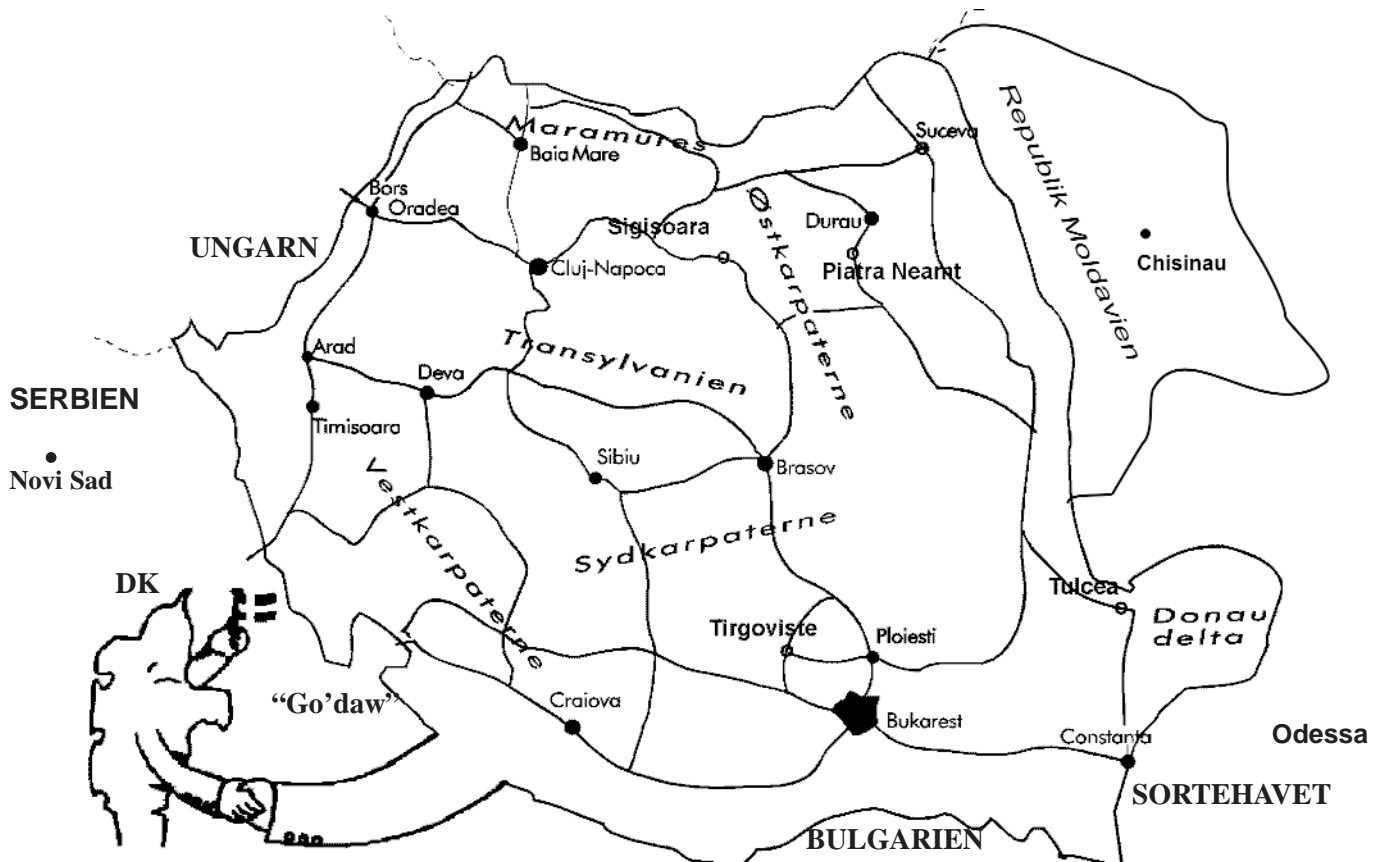 Suceva
Maramures
Baia Mare
Republik Moldavien
Bors
Oradea
Østkarpaterne
Durau
Sigisoara
UNGARN
Cluj-Napoca
Piatra Neamt
Chisinau
Arad
Transylvanien
Deva
SERBIEN
Timisoara
Novi Sad
Sibiu
Brasov
Vestkarpaterne
Sydkarpaterne
DK
Tulcea
Donau
delta
Tirgoviste
Ploiesti
“Go’daw”
Craiova
Bukarest
Constanta
Odessa
SORTEHAVET
BULGARIEN